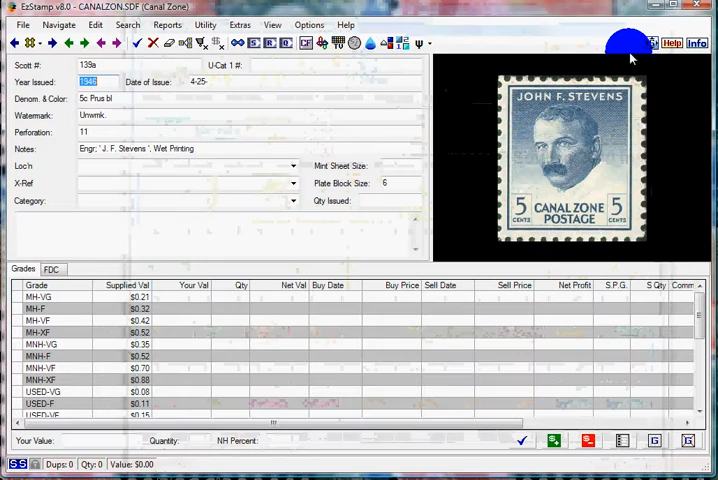 EzStamp v8.0 - CANALZON.SDF (Canal Zone)
File Navigate Edit Search Reports Utility Extras View Options Help
Help Info
Scott #: 139a U-Cat 1 #:
Year Issued: 1946 Date of Issue: 4-25-
Denom. & Color: 5c Prus bl
Watermark: Unwmk.
Perforation: 11
Notes: Engr; ' J. F. Stevens ', Wet Printing
Loc'n Mint Sheet Size:
X-Ref Plate Block Size: 6
Category: Qty Issued:
JOHN F. STEVENS
5 CENTS CANAL ZONE POSTAGE 5 CENTS
Grades FDC
Grade Supplied Val Your Val Qty Net Val Buy Date Buy Price Sell Date Sell Price Net Profit S.P.G. S Qty Comm
MH-VG $0.21
MH-F $0.32
MH-VF $0.42
MH-XF $0.52
MNH-VG $0.35
MNH-F $0.52
MNH-VF $0.70
MNH-XF $0.88
USED-VG $0.08
USED-F $0.11
USED-VF $0.15
Your Value: Quantity: NH Percent:
SS Dups: 0 Qty: 0 Value: $0.00